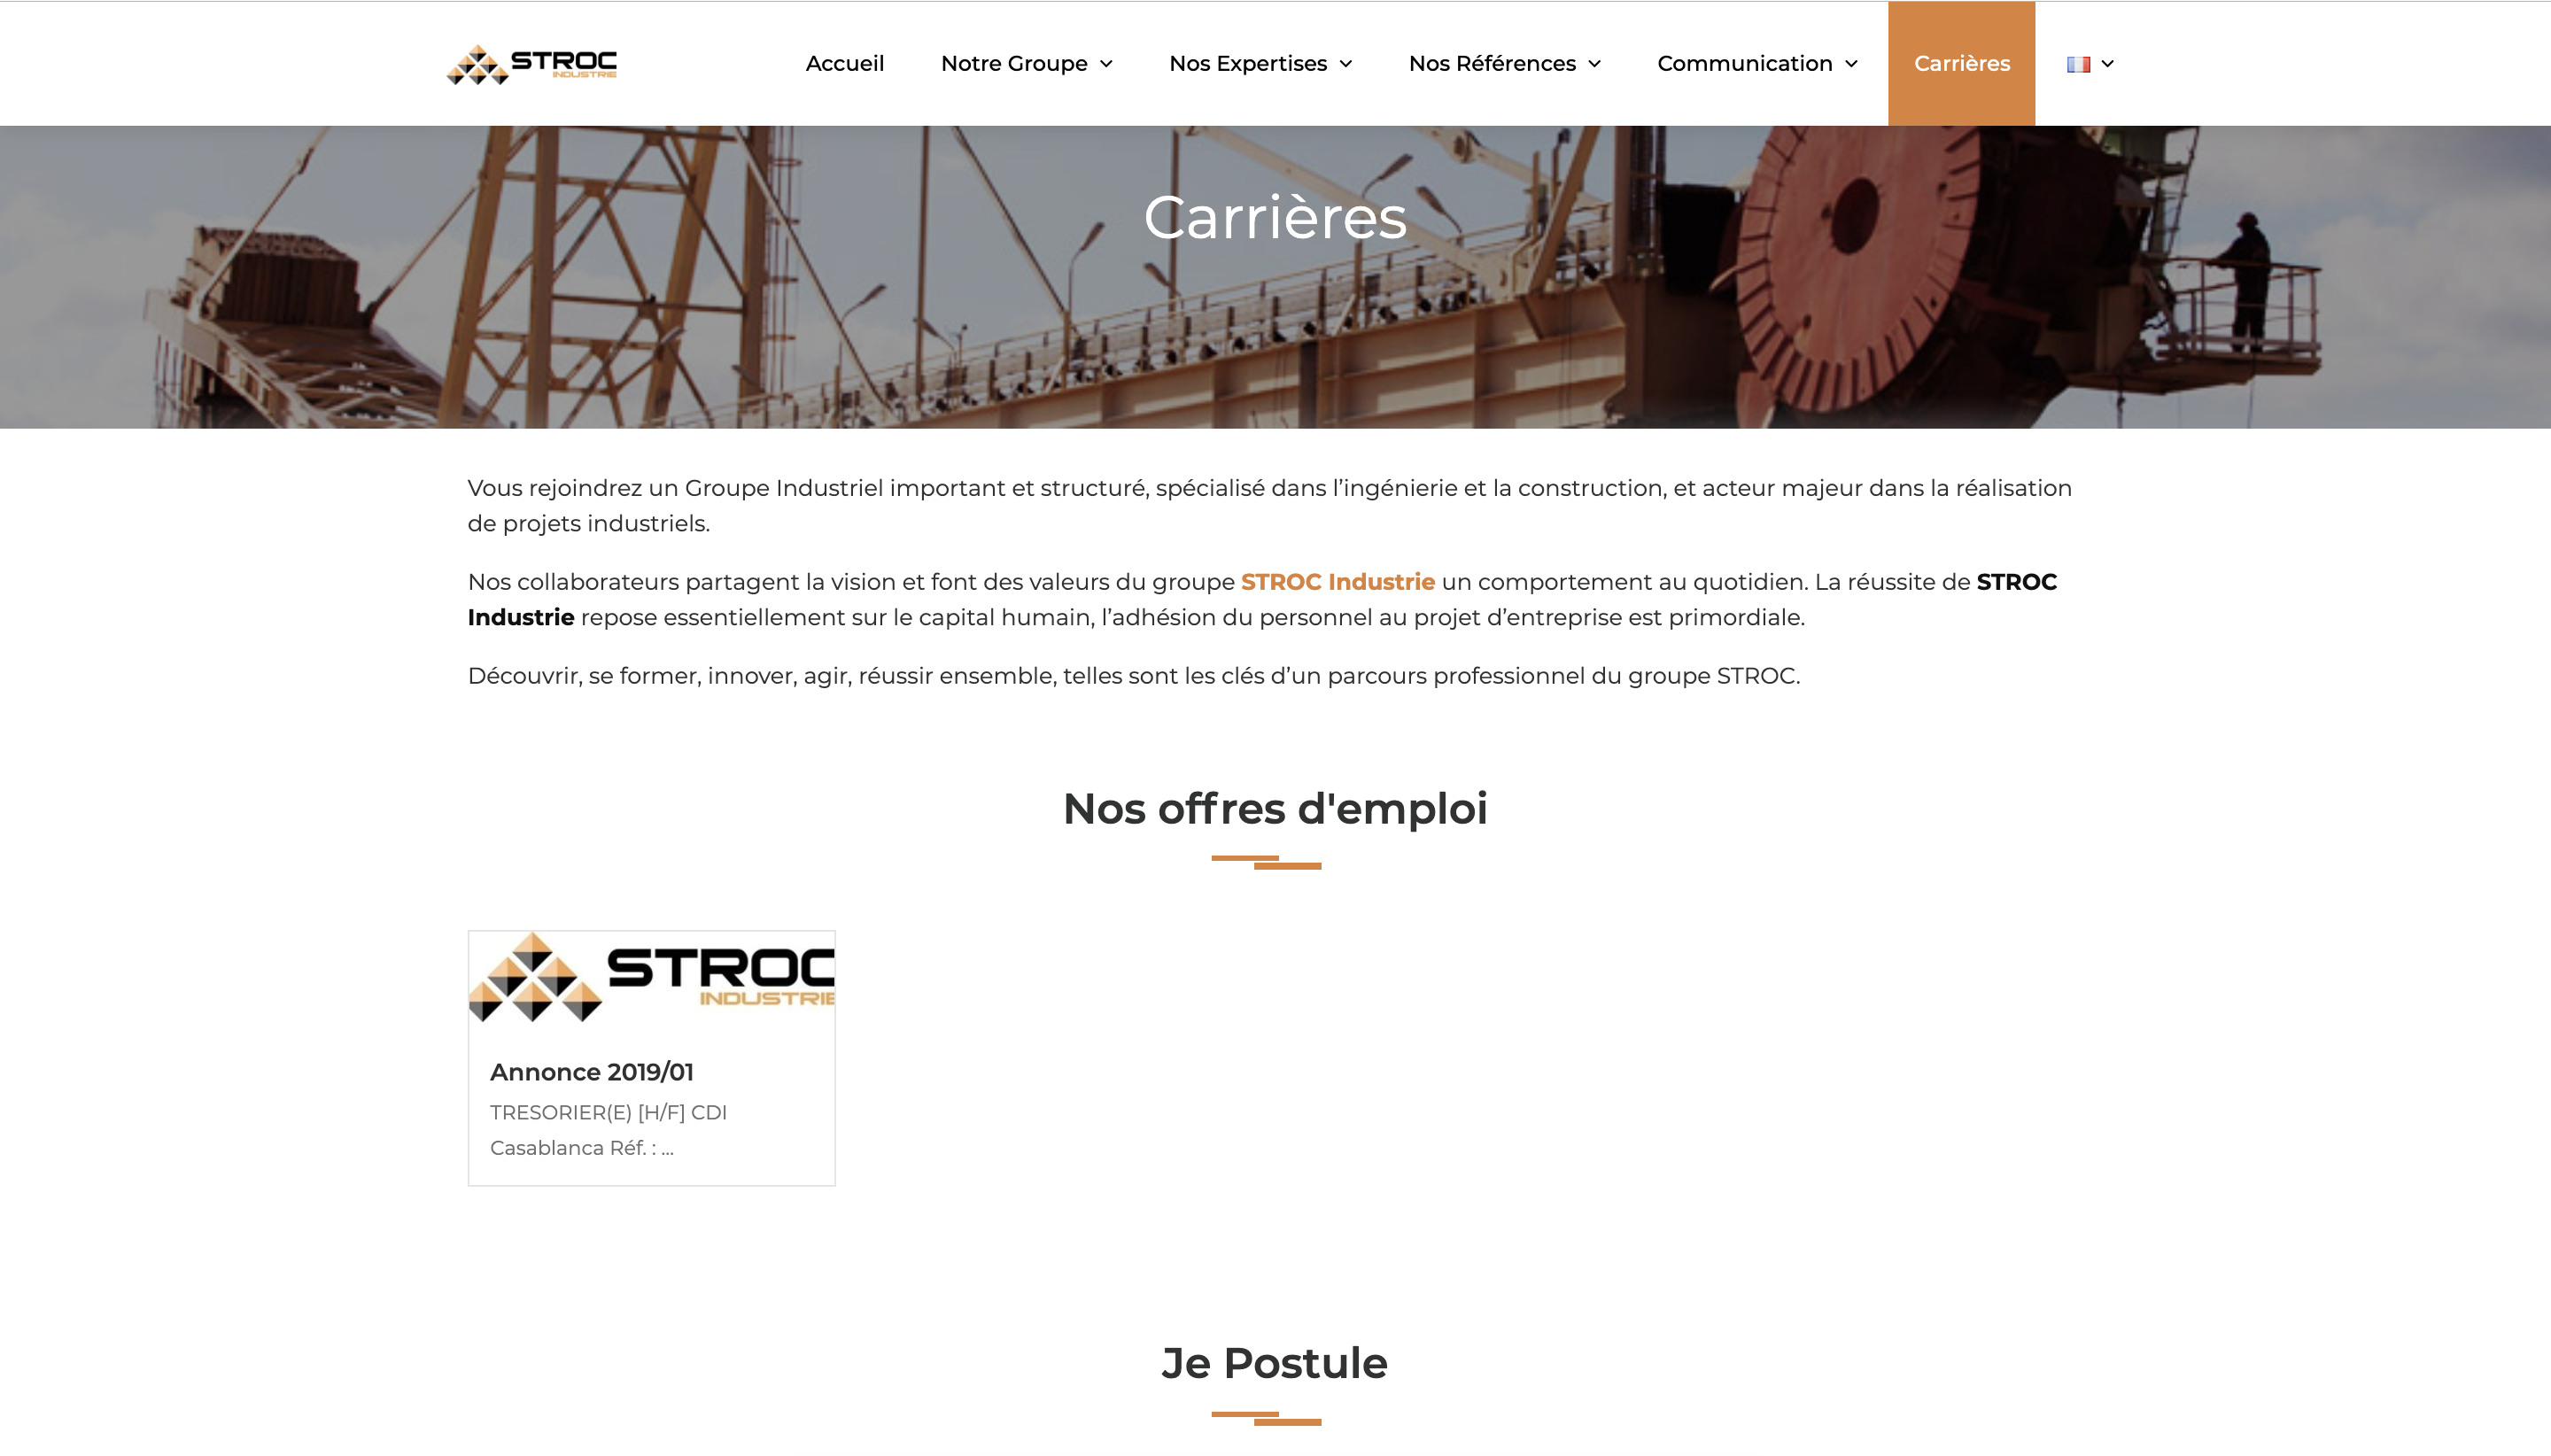 STROC
INDUSTRIE
Accueil
Notre Groupe
Nos Expertises
Nos Références
Communication
Carrières
Carrières
Vous rejoindrez un Groupe Industriel important et structuré, spécialisé dans l’ingénierie et la construction, et acteur majeur dans la réalisation
de projets industriels.
Nos collaborateurs partagent la vision et font des valeurs du groupe STROC Industrie un comportement au quotidien. La réussite de STROC
Industrie repose essentiellement sur le capital humain, l’adhésion du personnel au projet d’entreprise est primordiale.
Découvrir, se former, innover, agir, réussir ensemble, telles sont les clés d’un parcours professionnel du groupe STROC.
Nos offres d'emploi
STROC
INDUSTRIE
Annonce 2019/01
TRESORIER(E) [H/F] CDI
Casablanca Réf. : ...
Je Postule